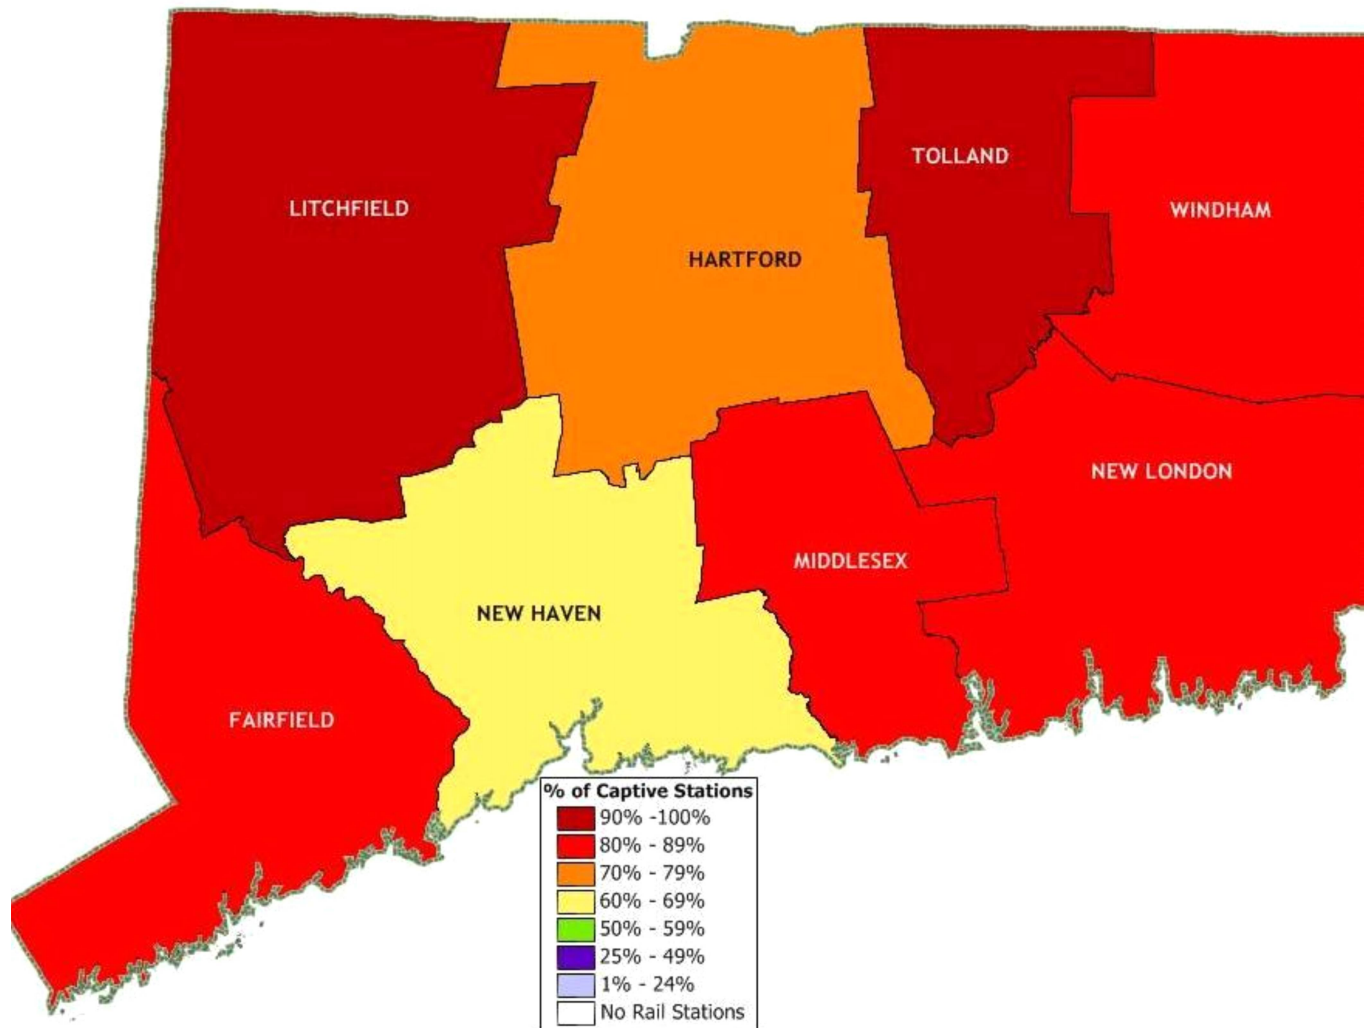 TOLLAND
LITCHFIELD
WINDHAM
HARTFORD
NEW LONDON
MIDDLESEX
NEW HAVEN
FAIRFIELD
% of Captive Stations
90% -100%
80% - 89%
70% - 79%
60% - 69%
50% - 59%
25% - 49%
1% - 24%
No Rail Stations